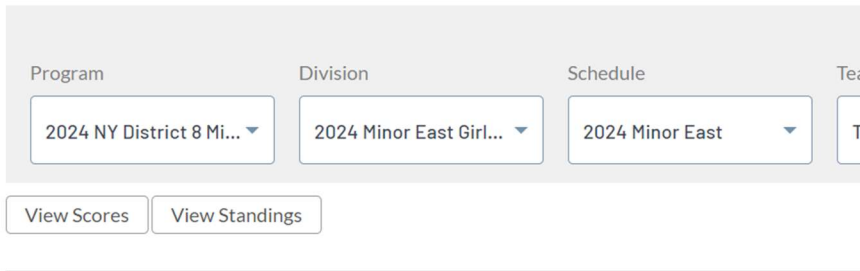 Program Division Schedule
2024 NY District 8 Mi... 2024 Minor East Girl... 2024 Minor East
View Scores View Standings